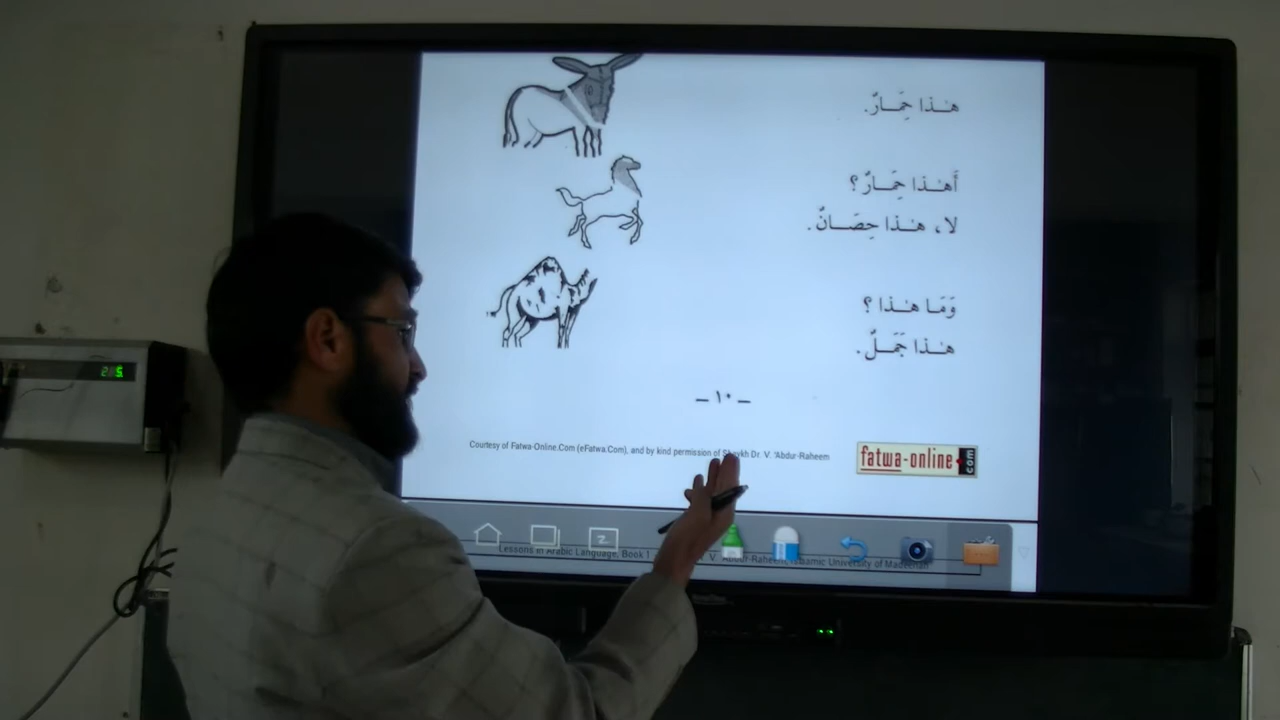 هٰذا حِمَارٌ.
أَهٰذا حِمَارٌ؟
لا، هٰذا حِصَانٌ.
وَمَا هٰذا ؟
هٰذا جَمَلٌ.
– ١٠ –
Courtesy of Fatwa-Online.Com (eFatwa.Com), and by kind permission of Shaykh Dr. V. 'Abdur-Raheem
fatwa-online.com
Lessons in Arabic Language, Book 1 V. 'Abdur-Raheem, Islamic University of Madeenah